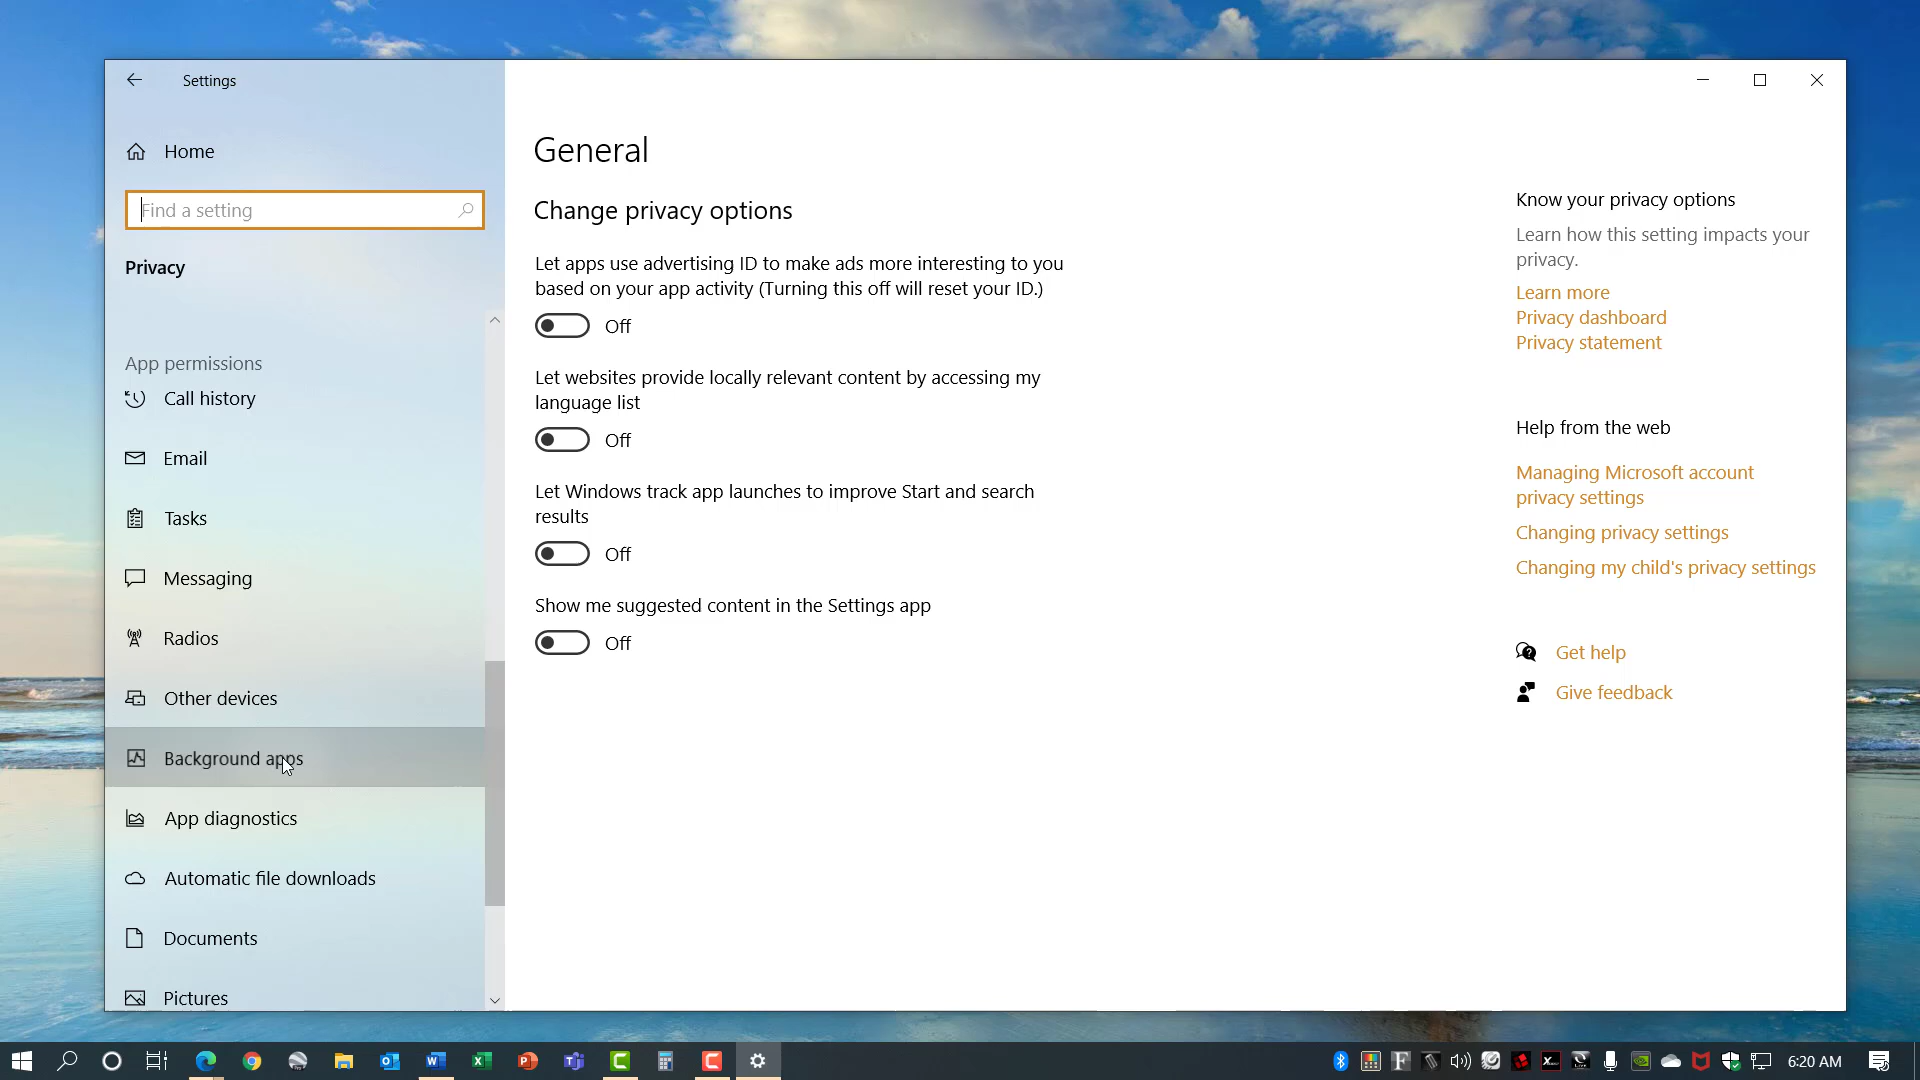 Settings
Home
Find a setting
Privacy
App permissions
Call history
Email
Tasks
Messaging
Radios
Other devices
Background apps
App diagnostics
Automatic file downloads
Documents
Pictures
General
Change privacy options
Let apps use advertising ID to make ads more interesting to you
based on your app activity (Turning this off will reset your ID.)
Off
Let websites provide locally relevant content by accessing my
language list
Off
Let Windows track app launches to improve Start and search
results
Off
Show me suggested content in the Settings app
Off
Know your privacy options
Learn how this setting impacts your
privacy.
Learn more
Privacy dashboard
Privacy statement
Help from the web
Managing Microsoft account
privacy settings
Changing privacy settings
Changing my child's privacy settings
Get help
Give feedback
6:20 AM